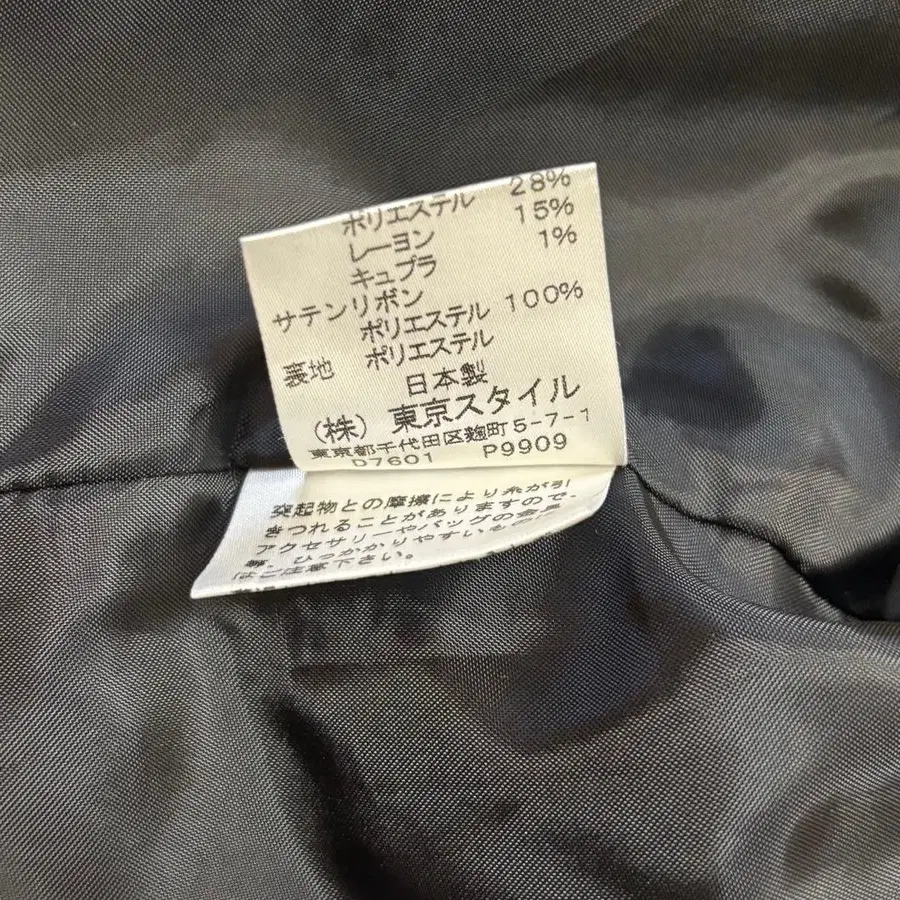 ポリエステル 28%
レーヨン 15%
キュプラ 1%
サテンリボン
ポリエステル 100%
裏地 ポリエステル
日本製
(株) 東京スタイル
東京都千代田区麹町5-7-1
D7601 P9909
突起物との摩擦により糸が引
きつれることがありますので、
アクセサリーやバッグの金具
等、ひっかかりやすいものに
はご注意下さい。